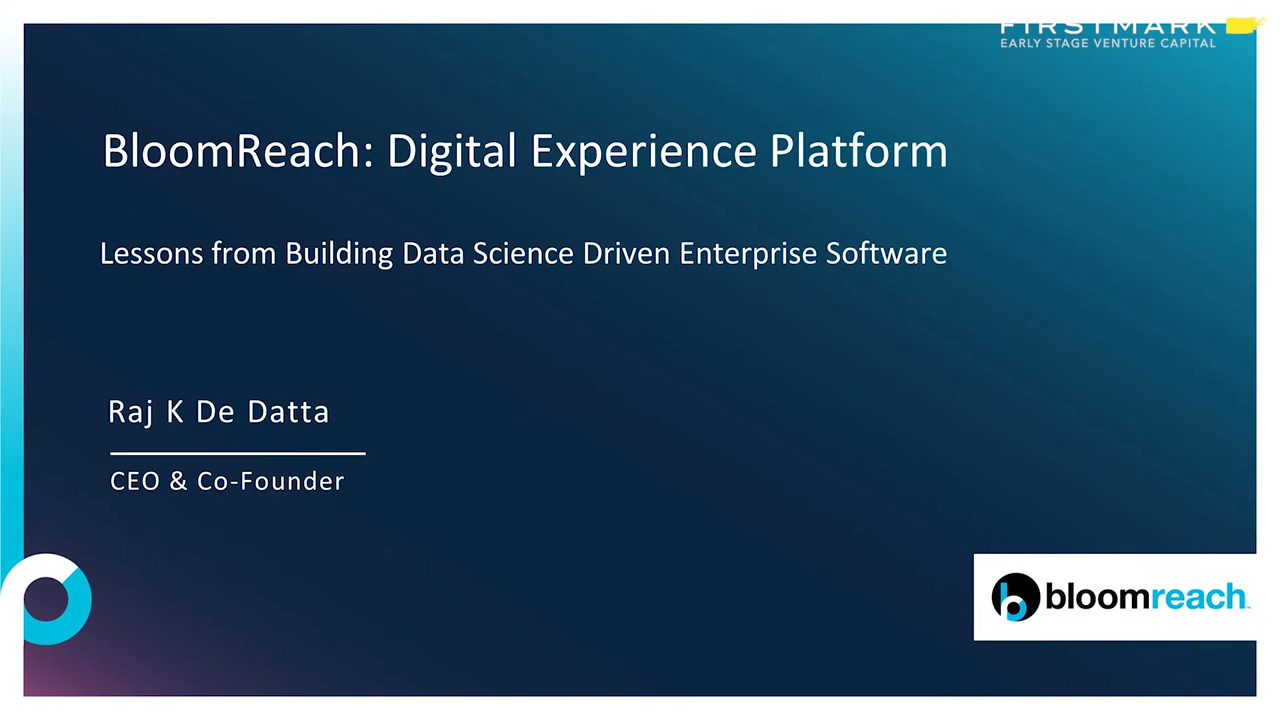 FIRSTMARK
EARLY STAGE VENTURE CAPITAL
BloomReach: Digital Experience Platform
Lessons from Building Data Science Driven Enterprise Software
Raj K De Datta
CEO & Co-Founder
bloomreach